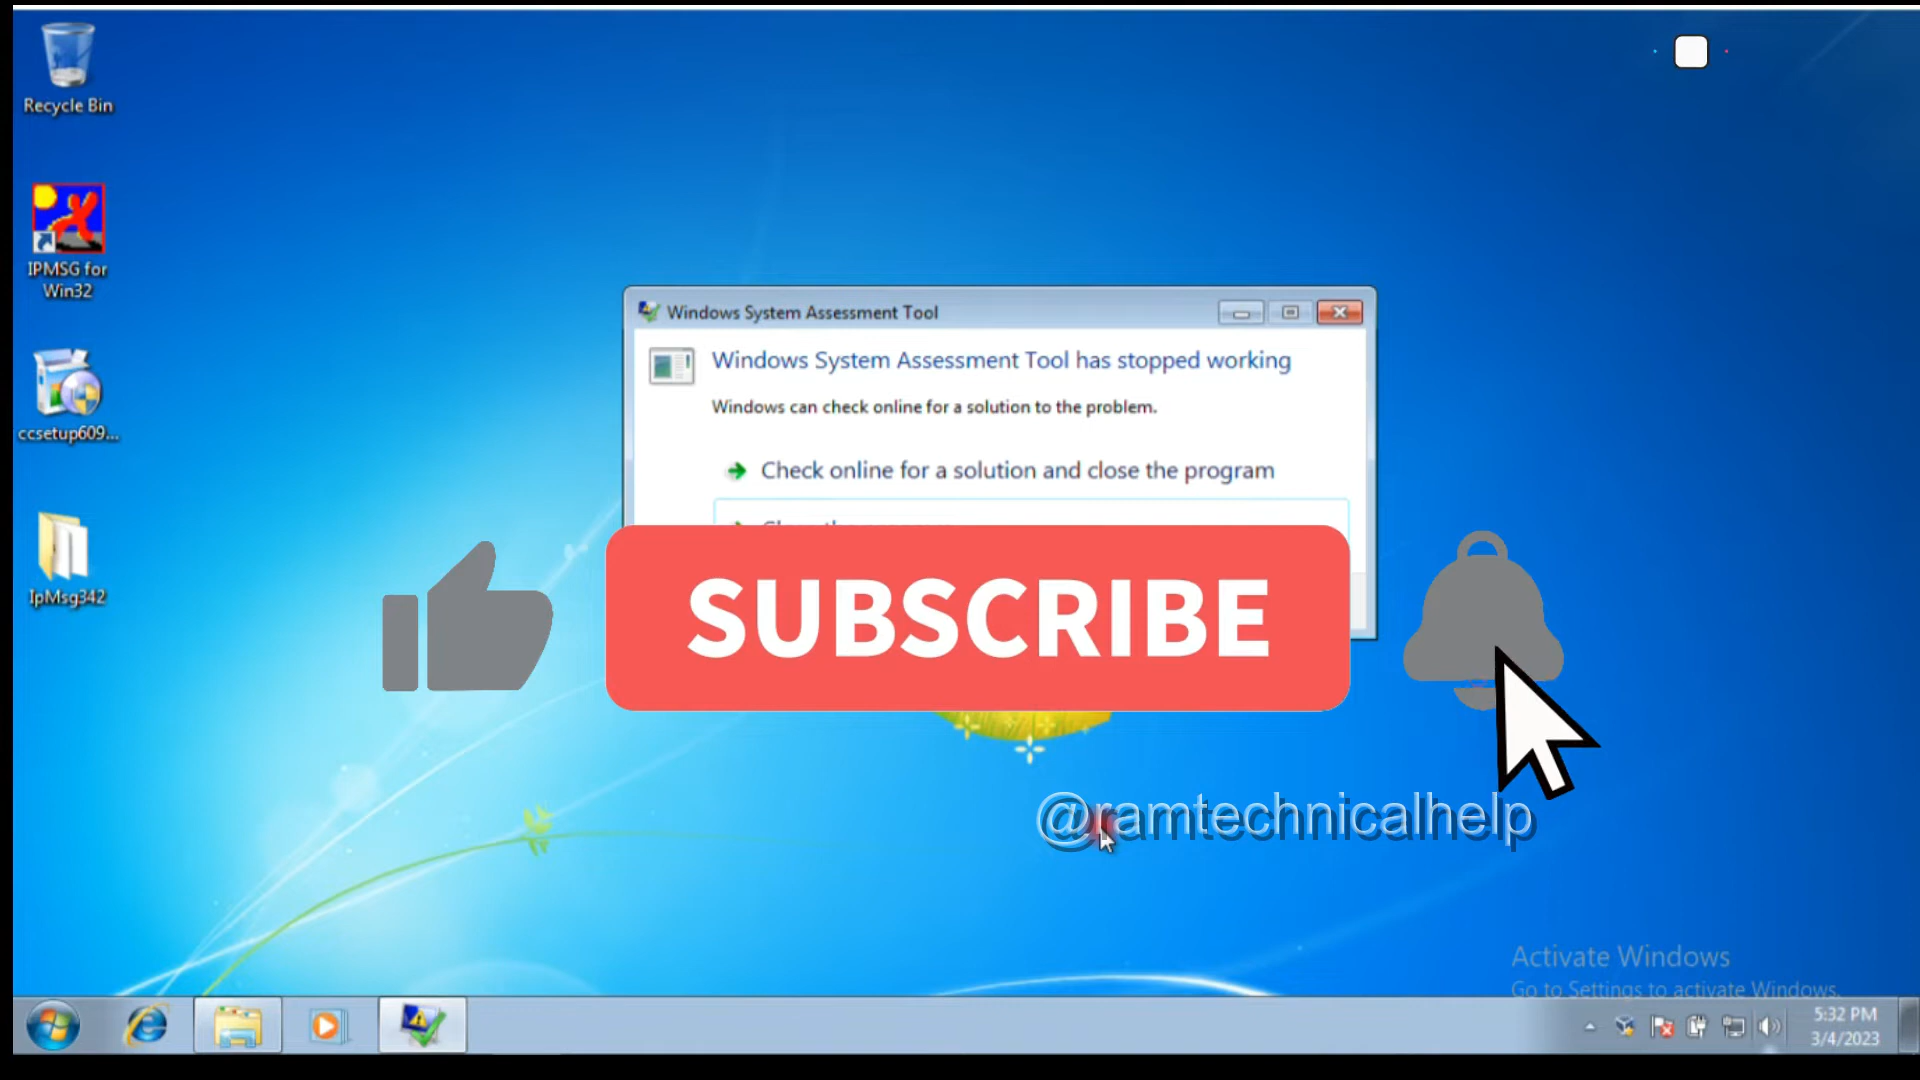 Recycle Bin
IPMSG for
Win32
ccsetup609...
IpMsg342
Windows System Assessment Tool
Windows System Assessment Tool has stopped working
Windows can check online for a solution to the problem.
Check online for a solution and close the program
SUBSCRIBE
@ramtechnicalhelp
Activate Windows
Go to Settings to activate Windows.
5:32 PM
3/4/2023